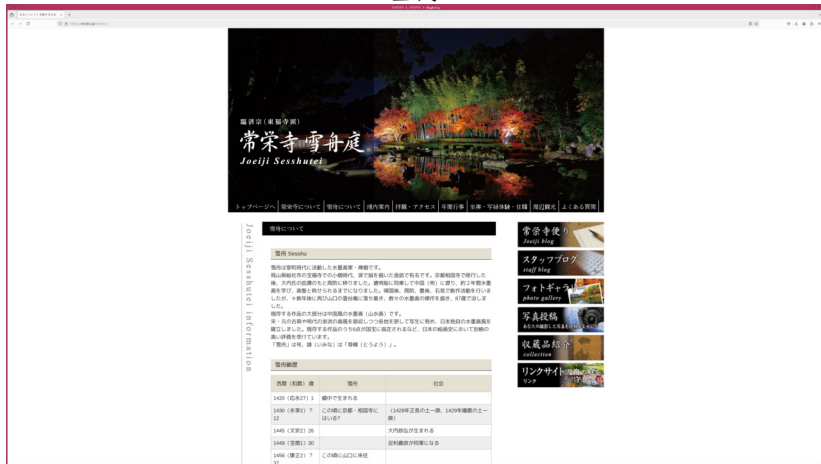 雪舟について
臨済宗(東福寺派)
常栄寺 雪舟庭
Joeiji Sesshutei
トップページへ 常栄寺について 雪舟について 境内案内 拝観・アクセス 年間行事 坐禅・写経体験・住職 周辺観光 よくある質問
Joeiji Sesshutei information
雪舟について
雪舟 Sesshu
雪舟は室町時代に活動した水墨画家・禅僧です。
岡山県総社市の宝福寺での小僧時代、涙で鼠を描いた逸話で有名です。京都相国寺で修行した
後、大内氏の庇護のもと周防に移りました。遣明船に同乗して中国(明)に渡り、約2年間水墨
画を学び、画聖と称せられるまでになりました。帰国後、周防、豊後、石見で創作活動を行いま
したが、十数年後に再び山口の雲谷庵に落ち着き、数々の水墨画の傑作を描き、87歳で没しま
した。
現存する作品の大部分は中国風の水墨画(山水画)です。
宋・元の古典や明代の浙派の画風を吸収しつつ各地を旅して写生に努め、日本独自の水墨画風を
確立しました。現存する作品のうち6点が国宝に指定されるなど、日本の絵画史において別格の
高い評価を受けています。
「雪舟」は号、諱(いみな)は「等楊(とうよう)」。
雪舟略歴
西暦(和暦)歳 雪舟 社会
1420(応永27)1 備中で生まれる
1430(永享2)?
12
この頃に京都・相国寺に
はいる?
(1428年正長の土一揆、1429年播磨の土一
揆)
1445(文安2)26 大内政弘が生まれる
1449(宝徳1)30 足利義政が将軍になる
1456(康正2)?
37
この頃に山口に来住
常栄寺便り
Joeiji blog
スタッフブログ
staff blog
フォトギャラリー
photo gallery
写真投稿
収蔵品紹介
collection
リンクサイト
リンク